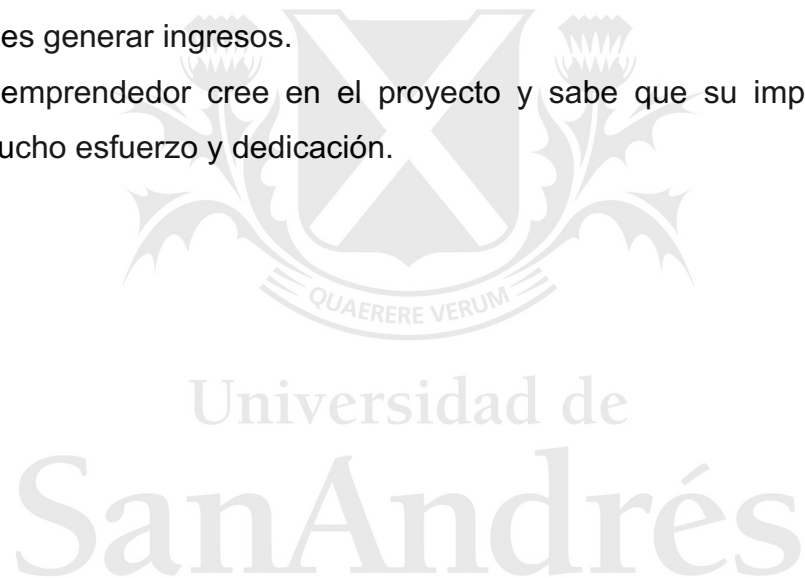 es generar ingresos.
emprendedor cree en el proyecto y sabe que su imp
ucho esfuerzo y dedicación.
QUAERERE VERUM
Universidad de
SanAndrés